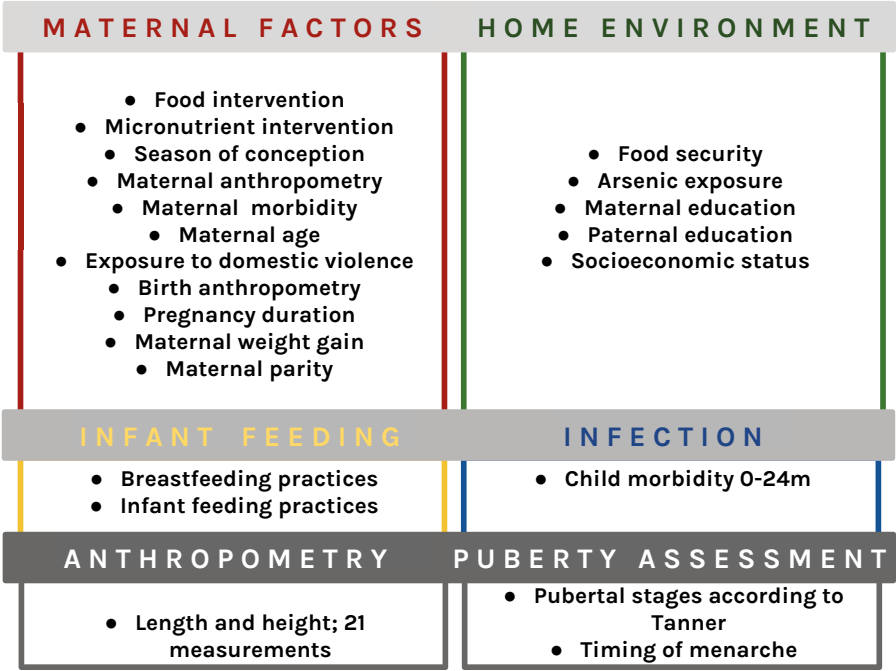 MATERNAL FACTORS
● Food intervention
● Micronutrient intervention
● Season of conception
● Maternal anthropometry
● Maternal morbidity
● Maternal age
● Exposure to domestic violence
● Birth anthropometry
● Pregnancy duration
● Maternal weight gain
● Maternal parity
HOME ENVIRONMENT
● Food security
● Arsenic exposure
● Maternal education
● Paternal education
● Socioeconomic status
INFANT FEEDING
● Breastfeeding practices
● Infant feeding practices
INFECTION
● Child morbidity 0-24m
ANTHROPOMETRY
● Length and height; 21
measurements
PUBERTY ASSESSMENT
● Pubertal stages according to
Tanner
● Timing of menarche